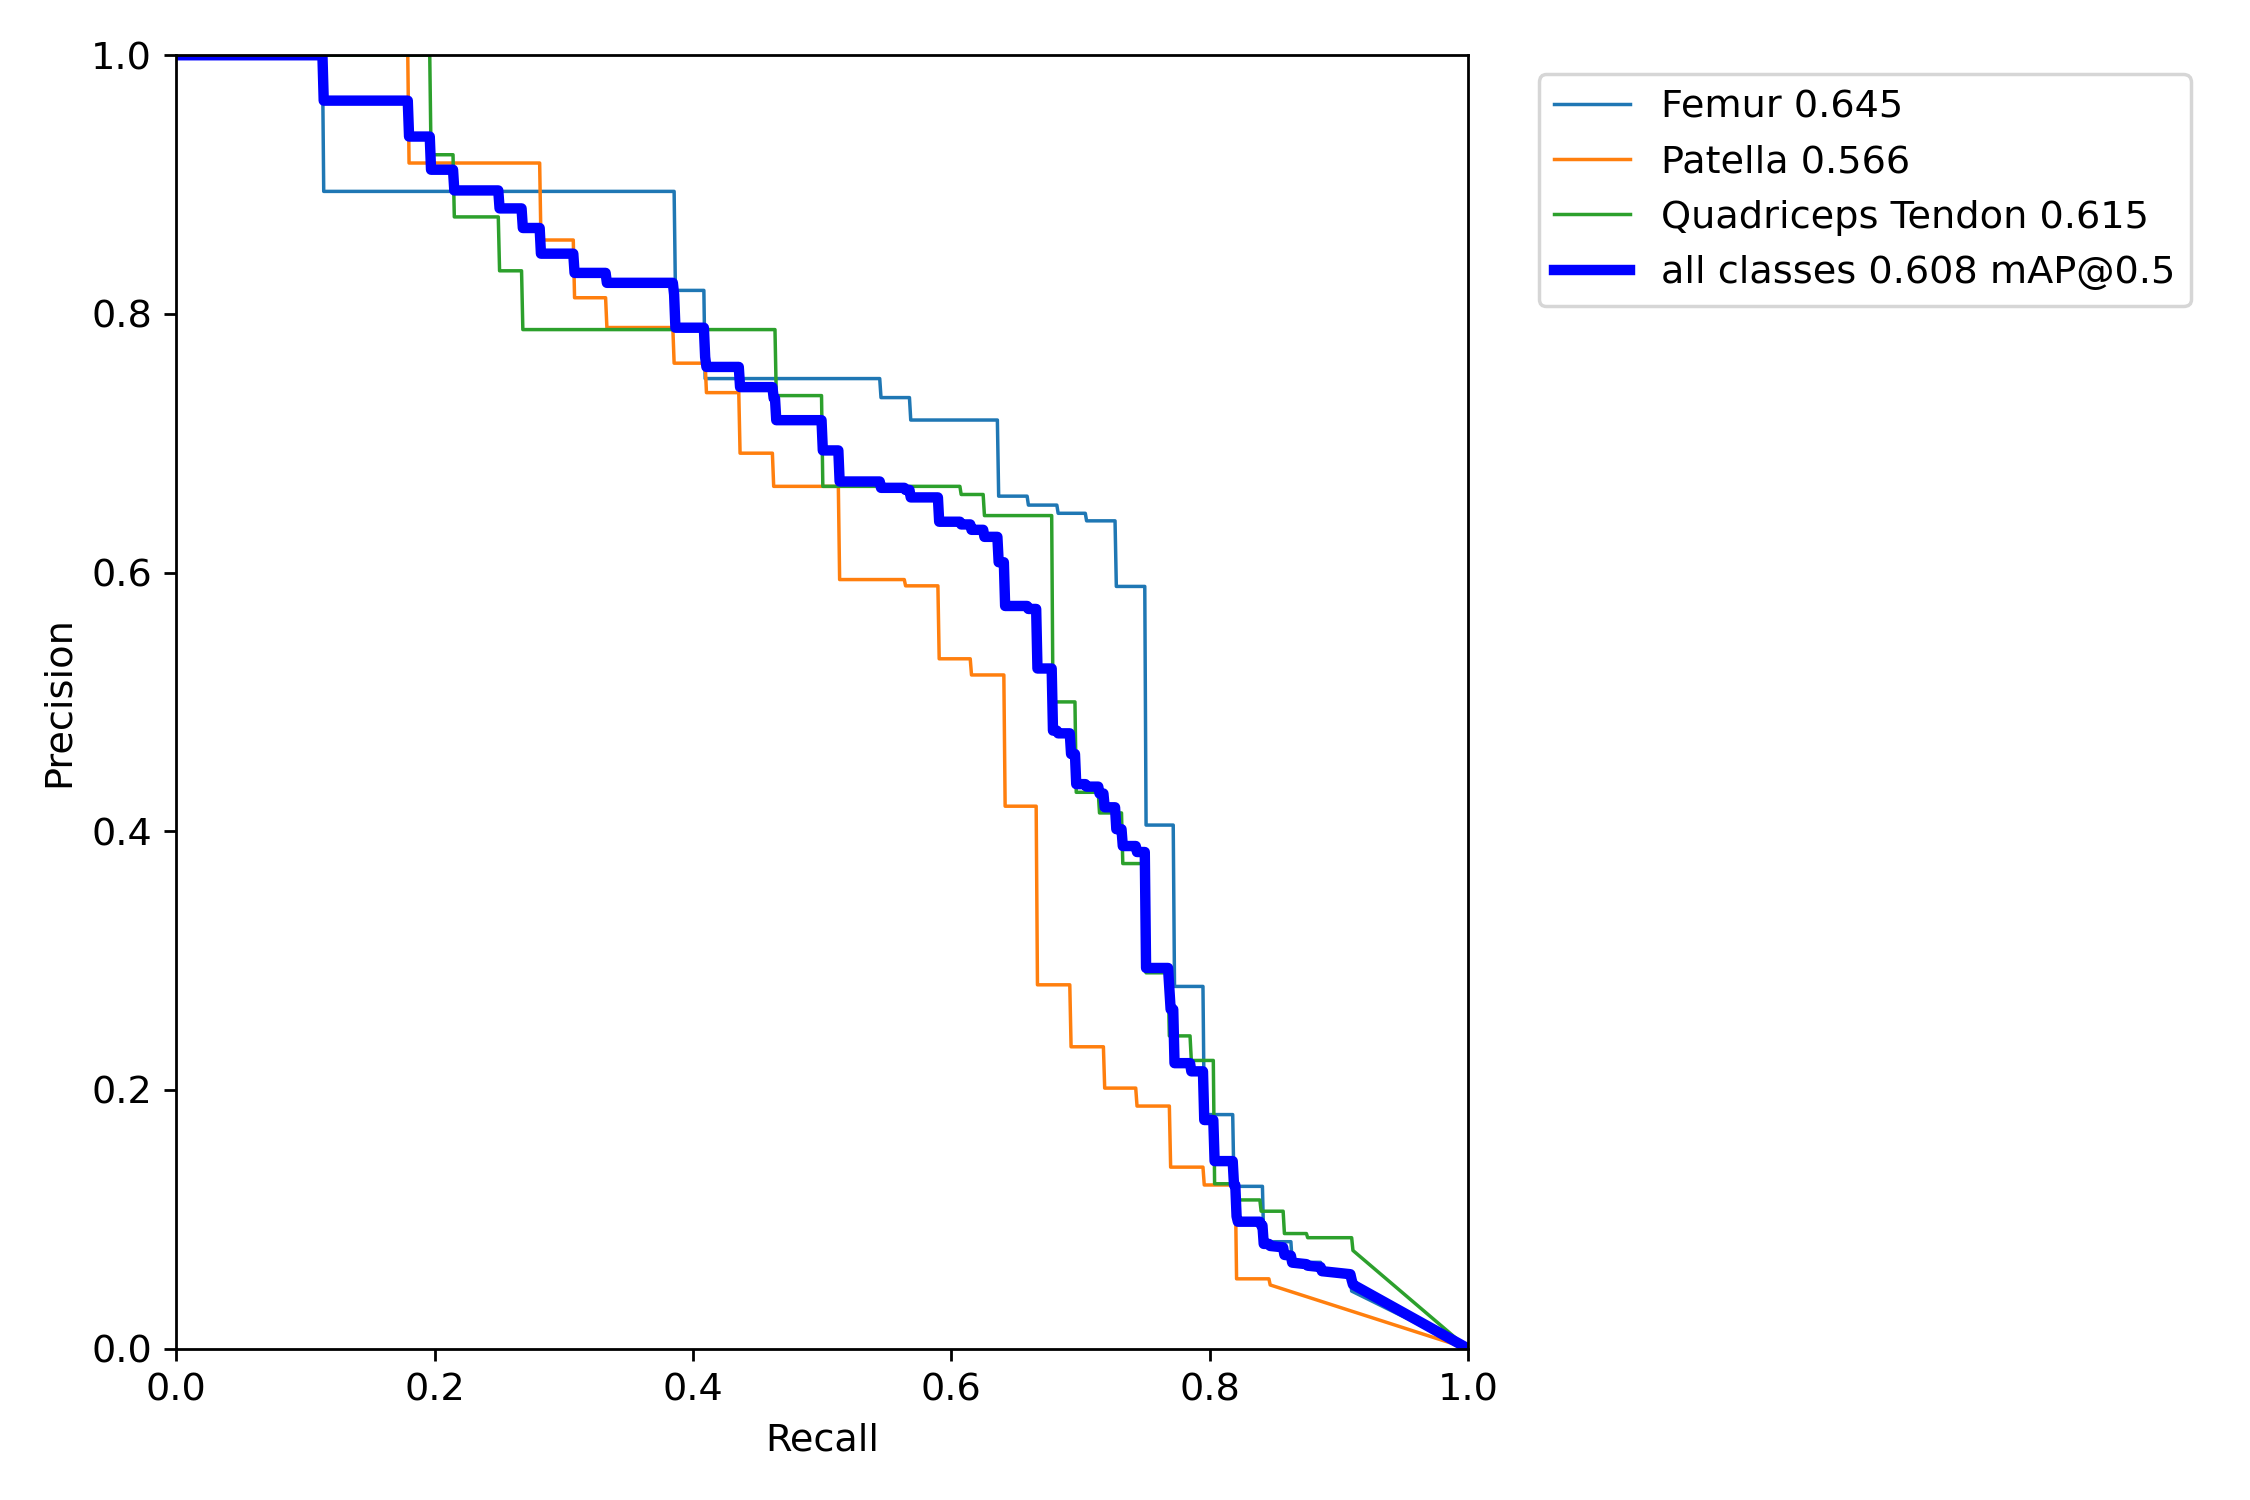 1.0
0.8
0.6
0.4
0.2
0.0
Precision
0.0 0.2 0.4 0.6 0.8 1.0
Recall
Femur 0.645
Patella 0.566
Quadriceps Tendon 0.615
all classes 0.608 mAP@0.5